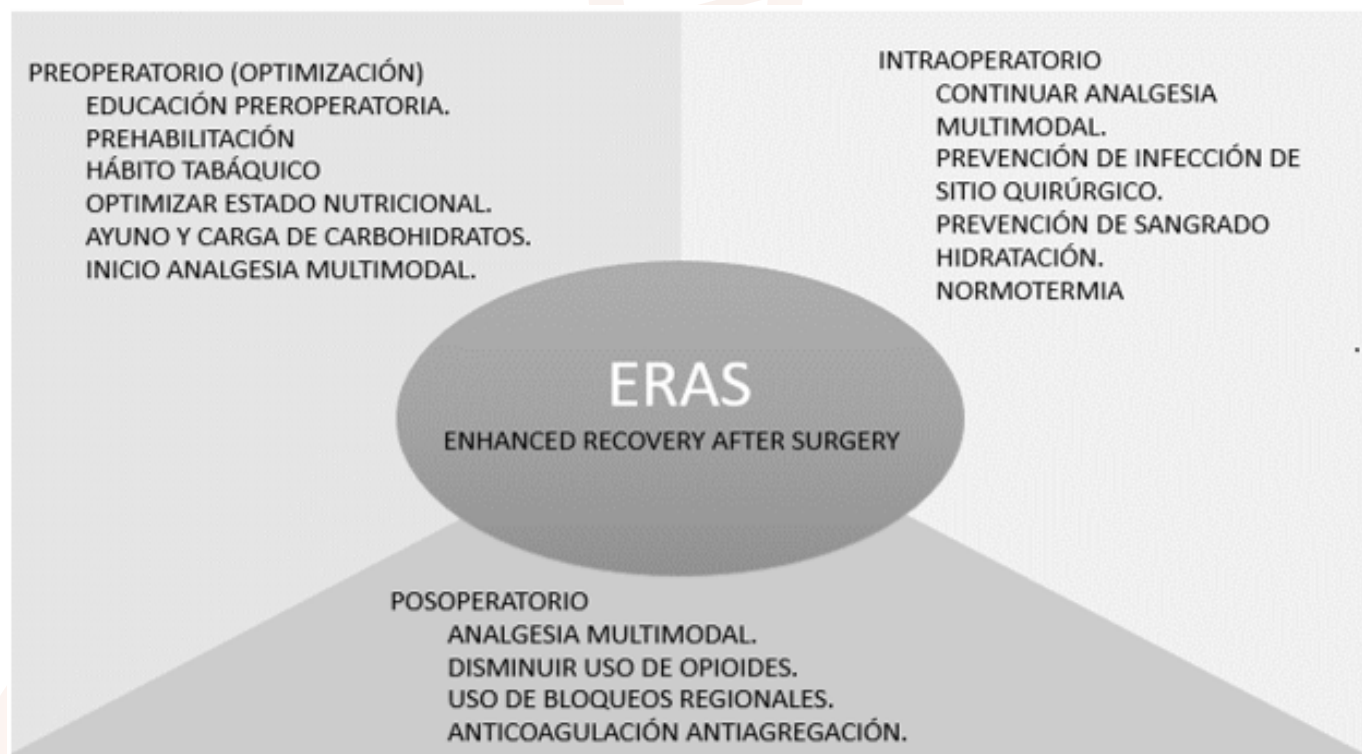 PREOPERATORIO (OPTIMIZACIÓN)
EDUCACIÓN PREROPERATORIA.
PREHABILITACIÓN
HÁBITO TABÁQUICO
OPTIMIZAR ESTADO NUTRICIONAL.
AYUNO Y CARGA DE CARBOHIDRATOS.
INICIO ANALGESIA MULTIMODAL.
INTRAOPERATORIO
CONTINUAR ANALGESIA
MULTIMODAL.
PREVENCIÓN DE INFECCIÓN DE
SITIO QUIRÚRGICO.
PREVENCIÓN DE SANGRADO
HIDRATACIÓN.
NORMOTERMIA
ERAS
ENHANCED RECOVERY AFTER SURGERY
POSOPERATORIO
ANALGESIA MULTIMODAL.
DISMINUIR USO DE OPIOIDES.
USO DE BLOQUEOS REGIONALES.
ANTICOAGULACIÓN ANTIAGREGACIÓN.